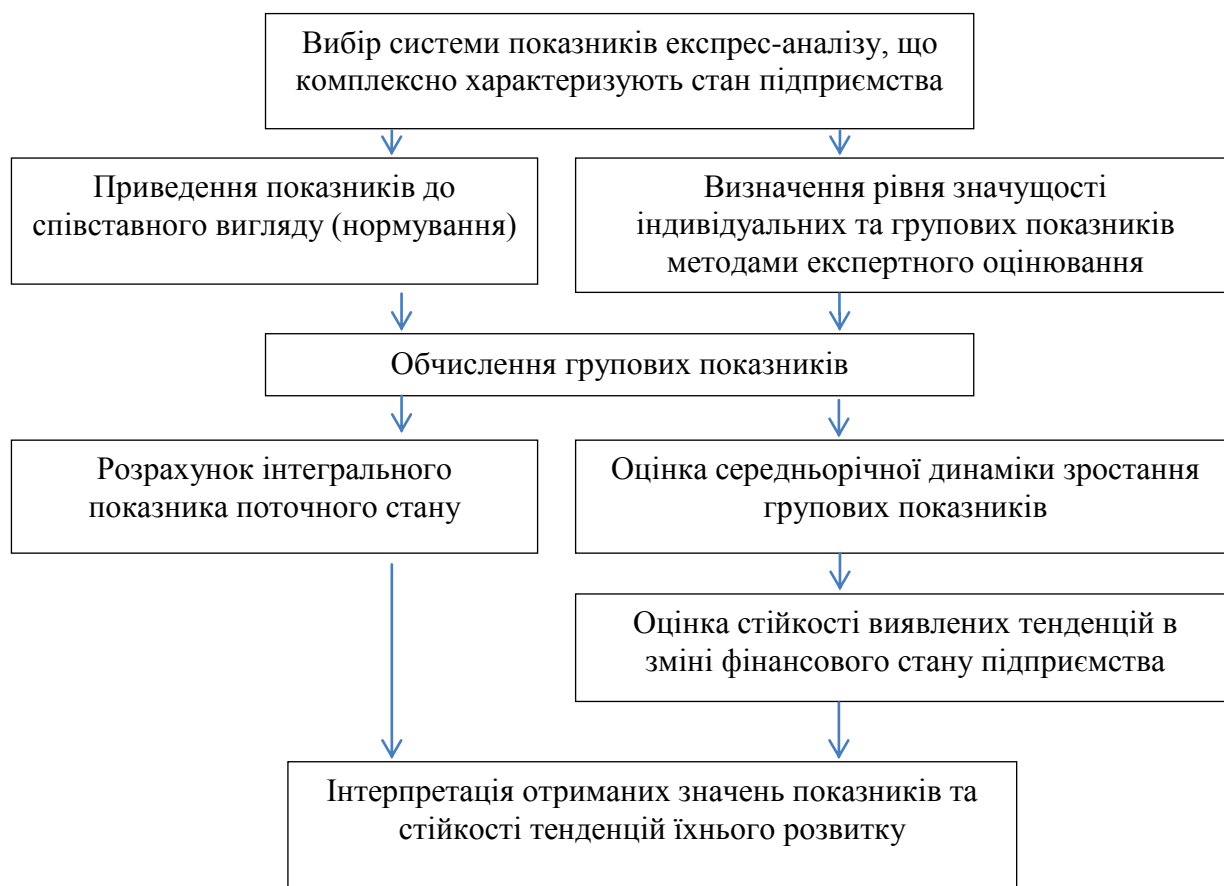 Вибір системи показників експрес-аналізу, що
комплексно характеризують стан підприємства
Приведення показників до
співставного вигляду (нормування)
Визначення рівня значущості
індивідуальних та групових показників
методами експертного оцінювання
Обчислення групових показників
Розрахунок інтегрального
показника поточного стану
Оцінка середньорічної динаміки зростання
групових показників
Оцінка стійкості виявлених тенденцій в
зміні фінансового стану підприємства
Інтерпретація отриманих значень показників та
стійкості тенденцій їхнього розвитку